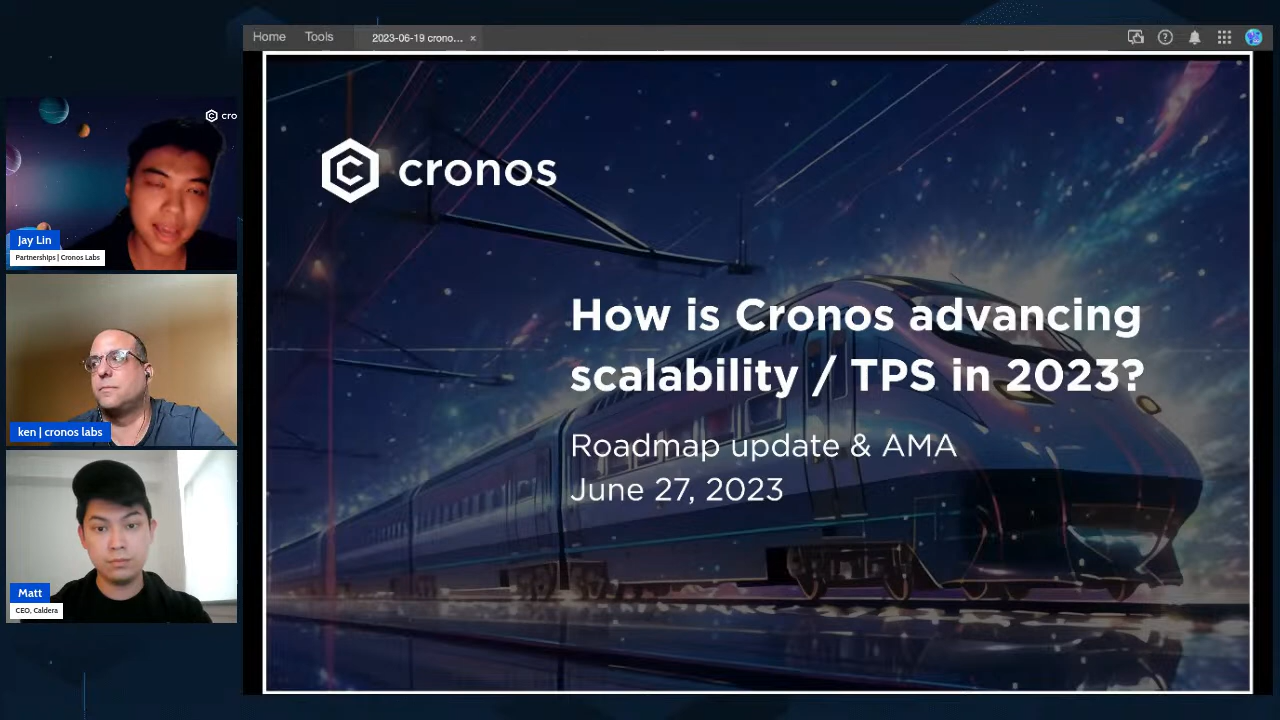 Home Tools 2023-06-19 crono... ×
cro
Jay Lin
Partnerships | Cronos Labs
ken | cronos labs
Matt
CEO, Caldera
cronos
How is Cronos advancing
scalability / TPS in 2023?
Roadmap update & AMA
June 27, 2023